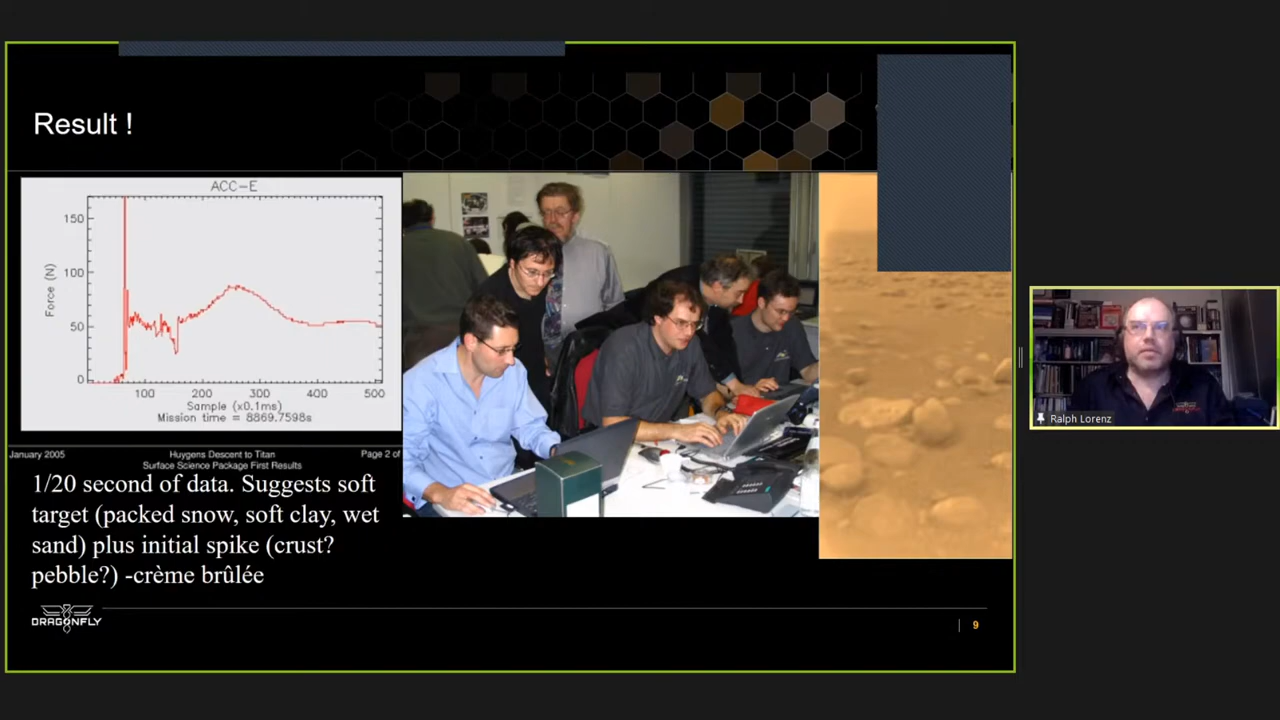 Result !
ACC-E
150
100
50
0
Force (N)
100 200 300 400 500
Sample (x0.1ms)
Mission time = 8869.7598s
January 2005 Huygens Descent to Titan Page 2 of
Surface Science Package First Results
1/20 second of data. Suggests soft
target (packed snow, soft clay, wet
sand) plus initial spike (crust?
pebble?) -crème brûlée
DRAGONFLY
9
Ralph Lorenz